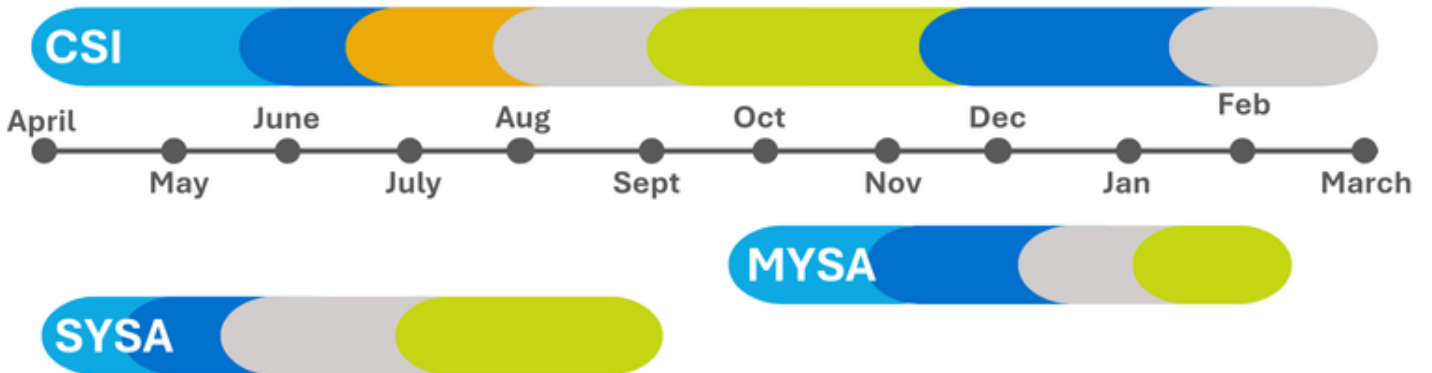 CSI
April
June
Aug
Oct
Dec
Feb
May
July
Sept
Nov
Jan
March
MYSA
SYSA